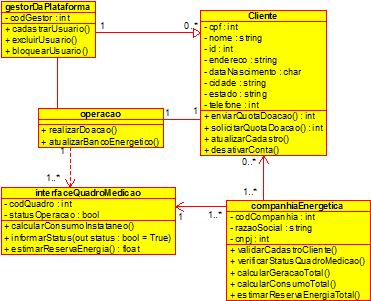 gestorDaPlataforma
- codGestor : int
+ cadastrarUsuario()
+ excluirUsuario()
+ bloquearUsuario()
1
0..*
Cliente
- cpf : int
- nome : string
- id : int
- endereco : string
- dataNascimento : char
- cidade : string
- estado : string
- telefone : int
+ enviarQuotaDoacao() : int
+ solicitarQuotaDoacao() : int
+ atualizarCadastro()
+ desativarConta()
operacao
+ realizarDoacao()
+ atualizarBancoEnergetico()
1
1
1
1..*
0..*
1..*
interfaceQuadroMedicao
- codQuadro : int
- statusOperacao : bool
+ calcularConsumoInstataneo()
+ informarStatus(out status : bool = True)
+ estimarReservaEnergia() : float
1
1..*
companhiaEnergetica
- codCompanhia : int
- razaoSocial : string
- cnpj : int
+ validarCadastroCliente()
+ verificarStatusQuadroMedicao()
+ calcularGeracaoTotal()
+ calcularConsumoTotal()
+ estimarReservaEnergiaTotal()